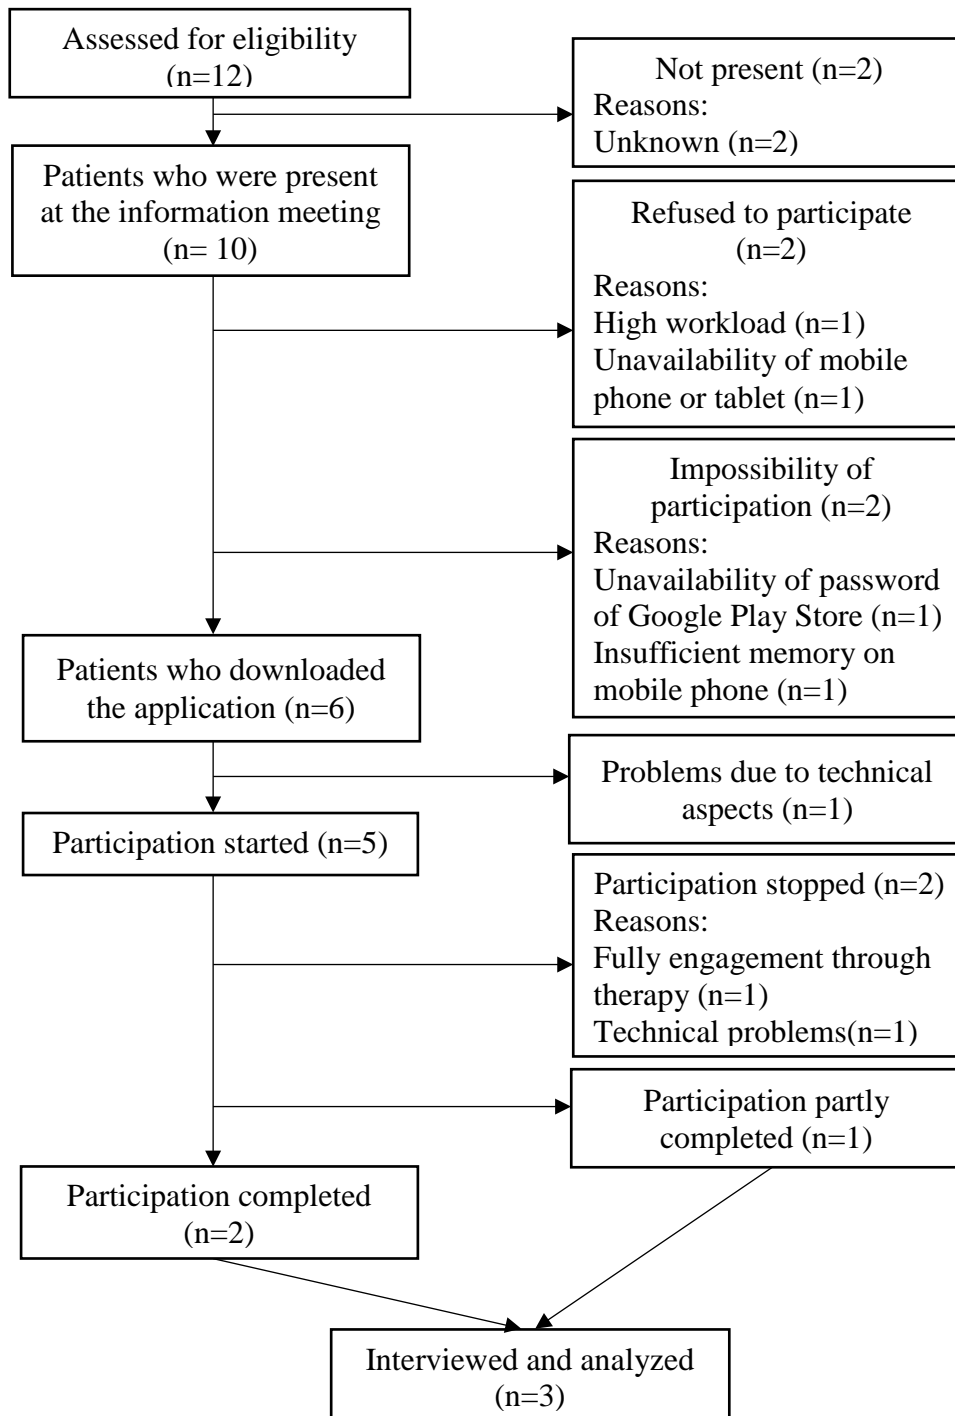 Assessed for eligibility
(n=12)
Not present (n=2)
Reasons:
Unknown (n=2)
Patients who were present
at the information meeting
(n= 10)
Refused to participate
(n=2)
Reasons:
High workload (n=1)
Unavailability of mobile
phone or tablet (n=1)
Impossibility of
participation (n=2)
Reasons:
Unavailability of password
of Google Play Store (n=1)
Insufficient memory on
mobile phone (n=1)
Patients who downloaded
the application (n=6)
Problems due to technical
aspects (n=1)
Participation started (n=5)
Participation stopped (n=2)
Reasons:
Fully engagement through
therapy (n=1)
Technical problems(n=1)
Participation partly
completed (n=1)
Participation completed
(n=2)
Interviewed and analyzed
(n=3)